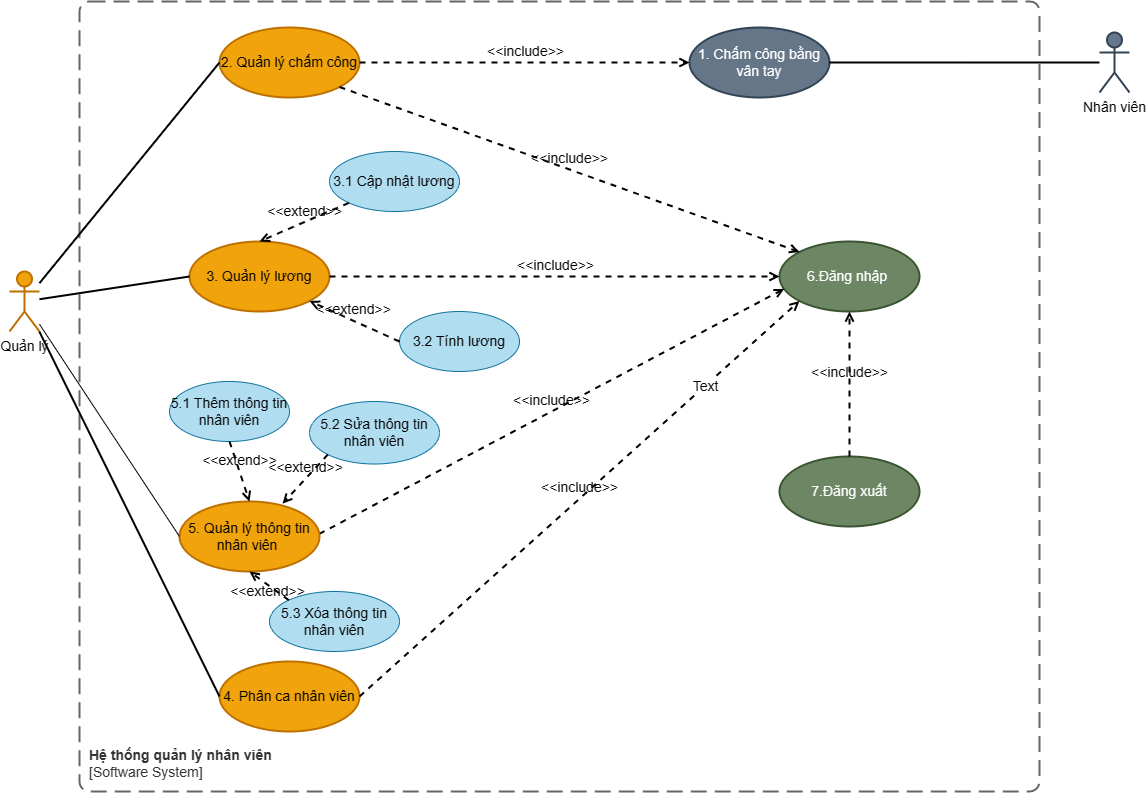 <<include>>
2. Quản lý chấm công
1. Chấm công bằng
vân tay
Nhân viên
<<include>>
3.1 Cập nhật lương
<<extend>>
<<include>>
3. Quản lý lương
6.Đăng nhập
<<extend>>
3.2 Tính lương
Quản lý
<<include>>
Text
5.1 Thêm thông tin
nhân viên
<<include>>
5.2 Sửa thông tin
nhân viên
<<extend>>
<<extend>>
<<include>>
7.Đăng xuất
5. Quản lý thông tin
nhân viên
<<extend>>
5.3 Xóa thông tin
nhân viên
4. Phân ca nhân viên
Hệ thống quản lý nhân viên
[Software System]